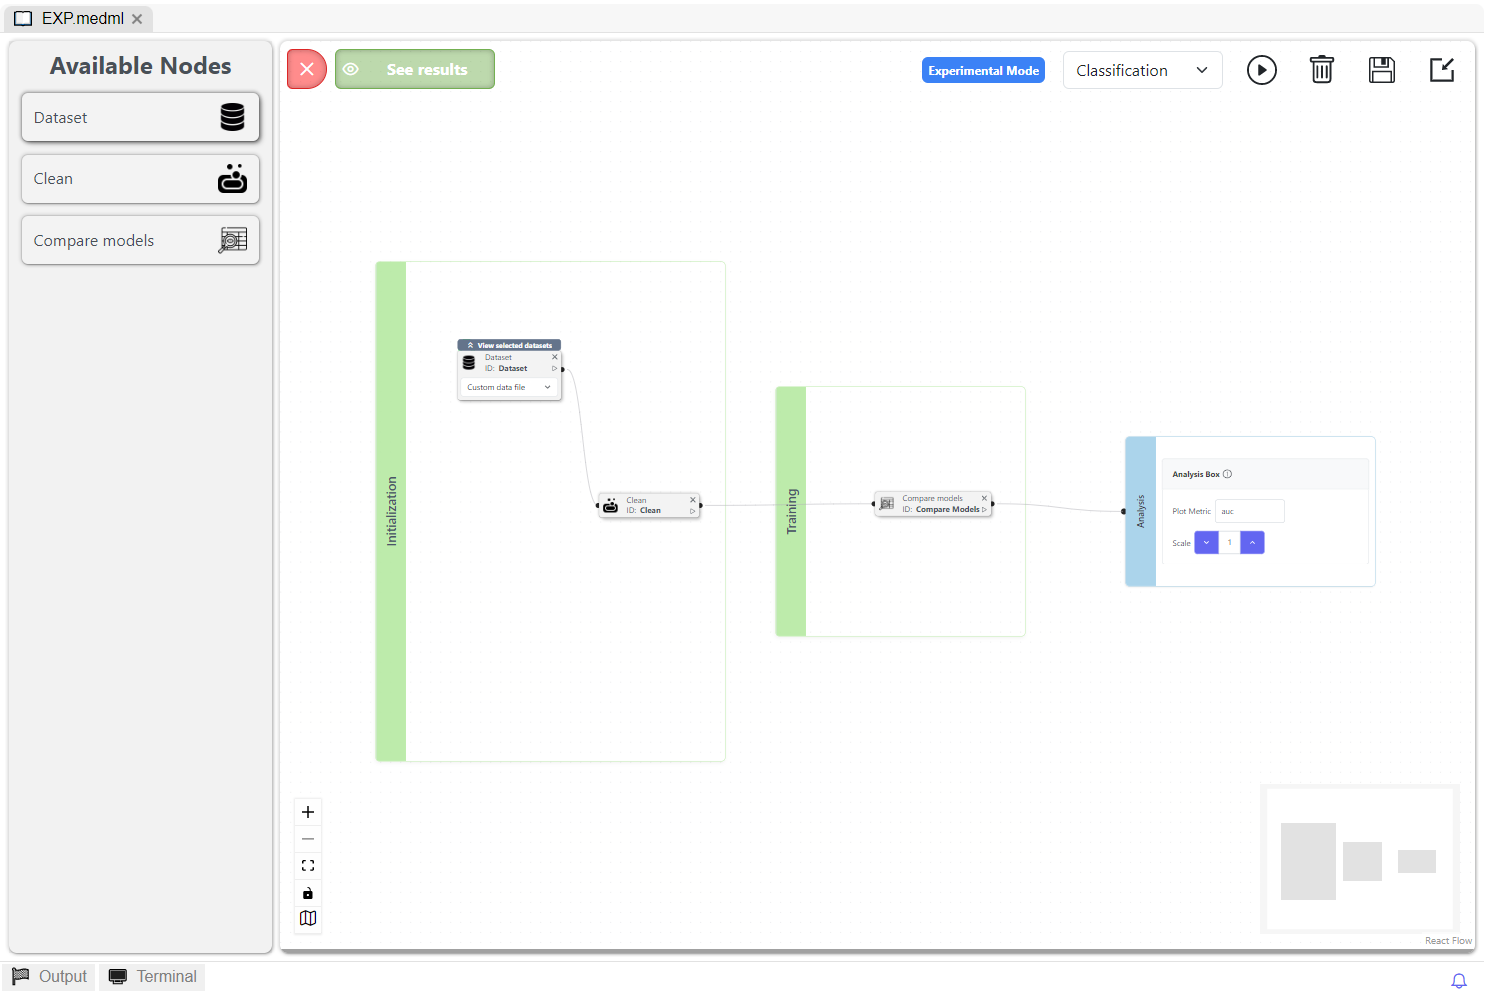 EXP.medml
Available Nodes
Dataset
Clean
Compare models
See results
Experimental Mode
Classification
Initialization
View selected datasets
Dataset
ID: Dataset
Custom data file
Clean
ID: Clean
Training
Compare models
ID: Compare Models
Analysis
Analysis Box
Plot Metric auc
Scale 1
React Flow
Output
Terminal